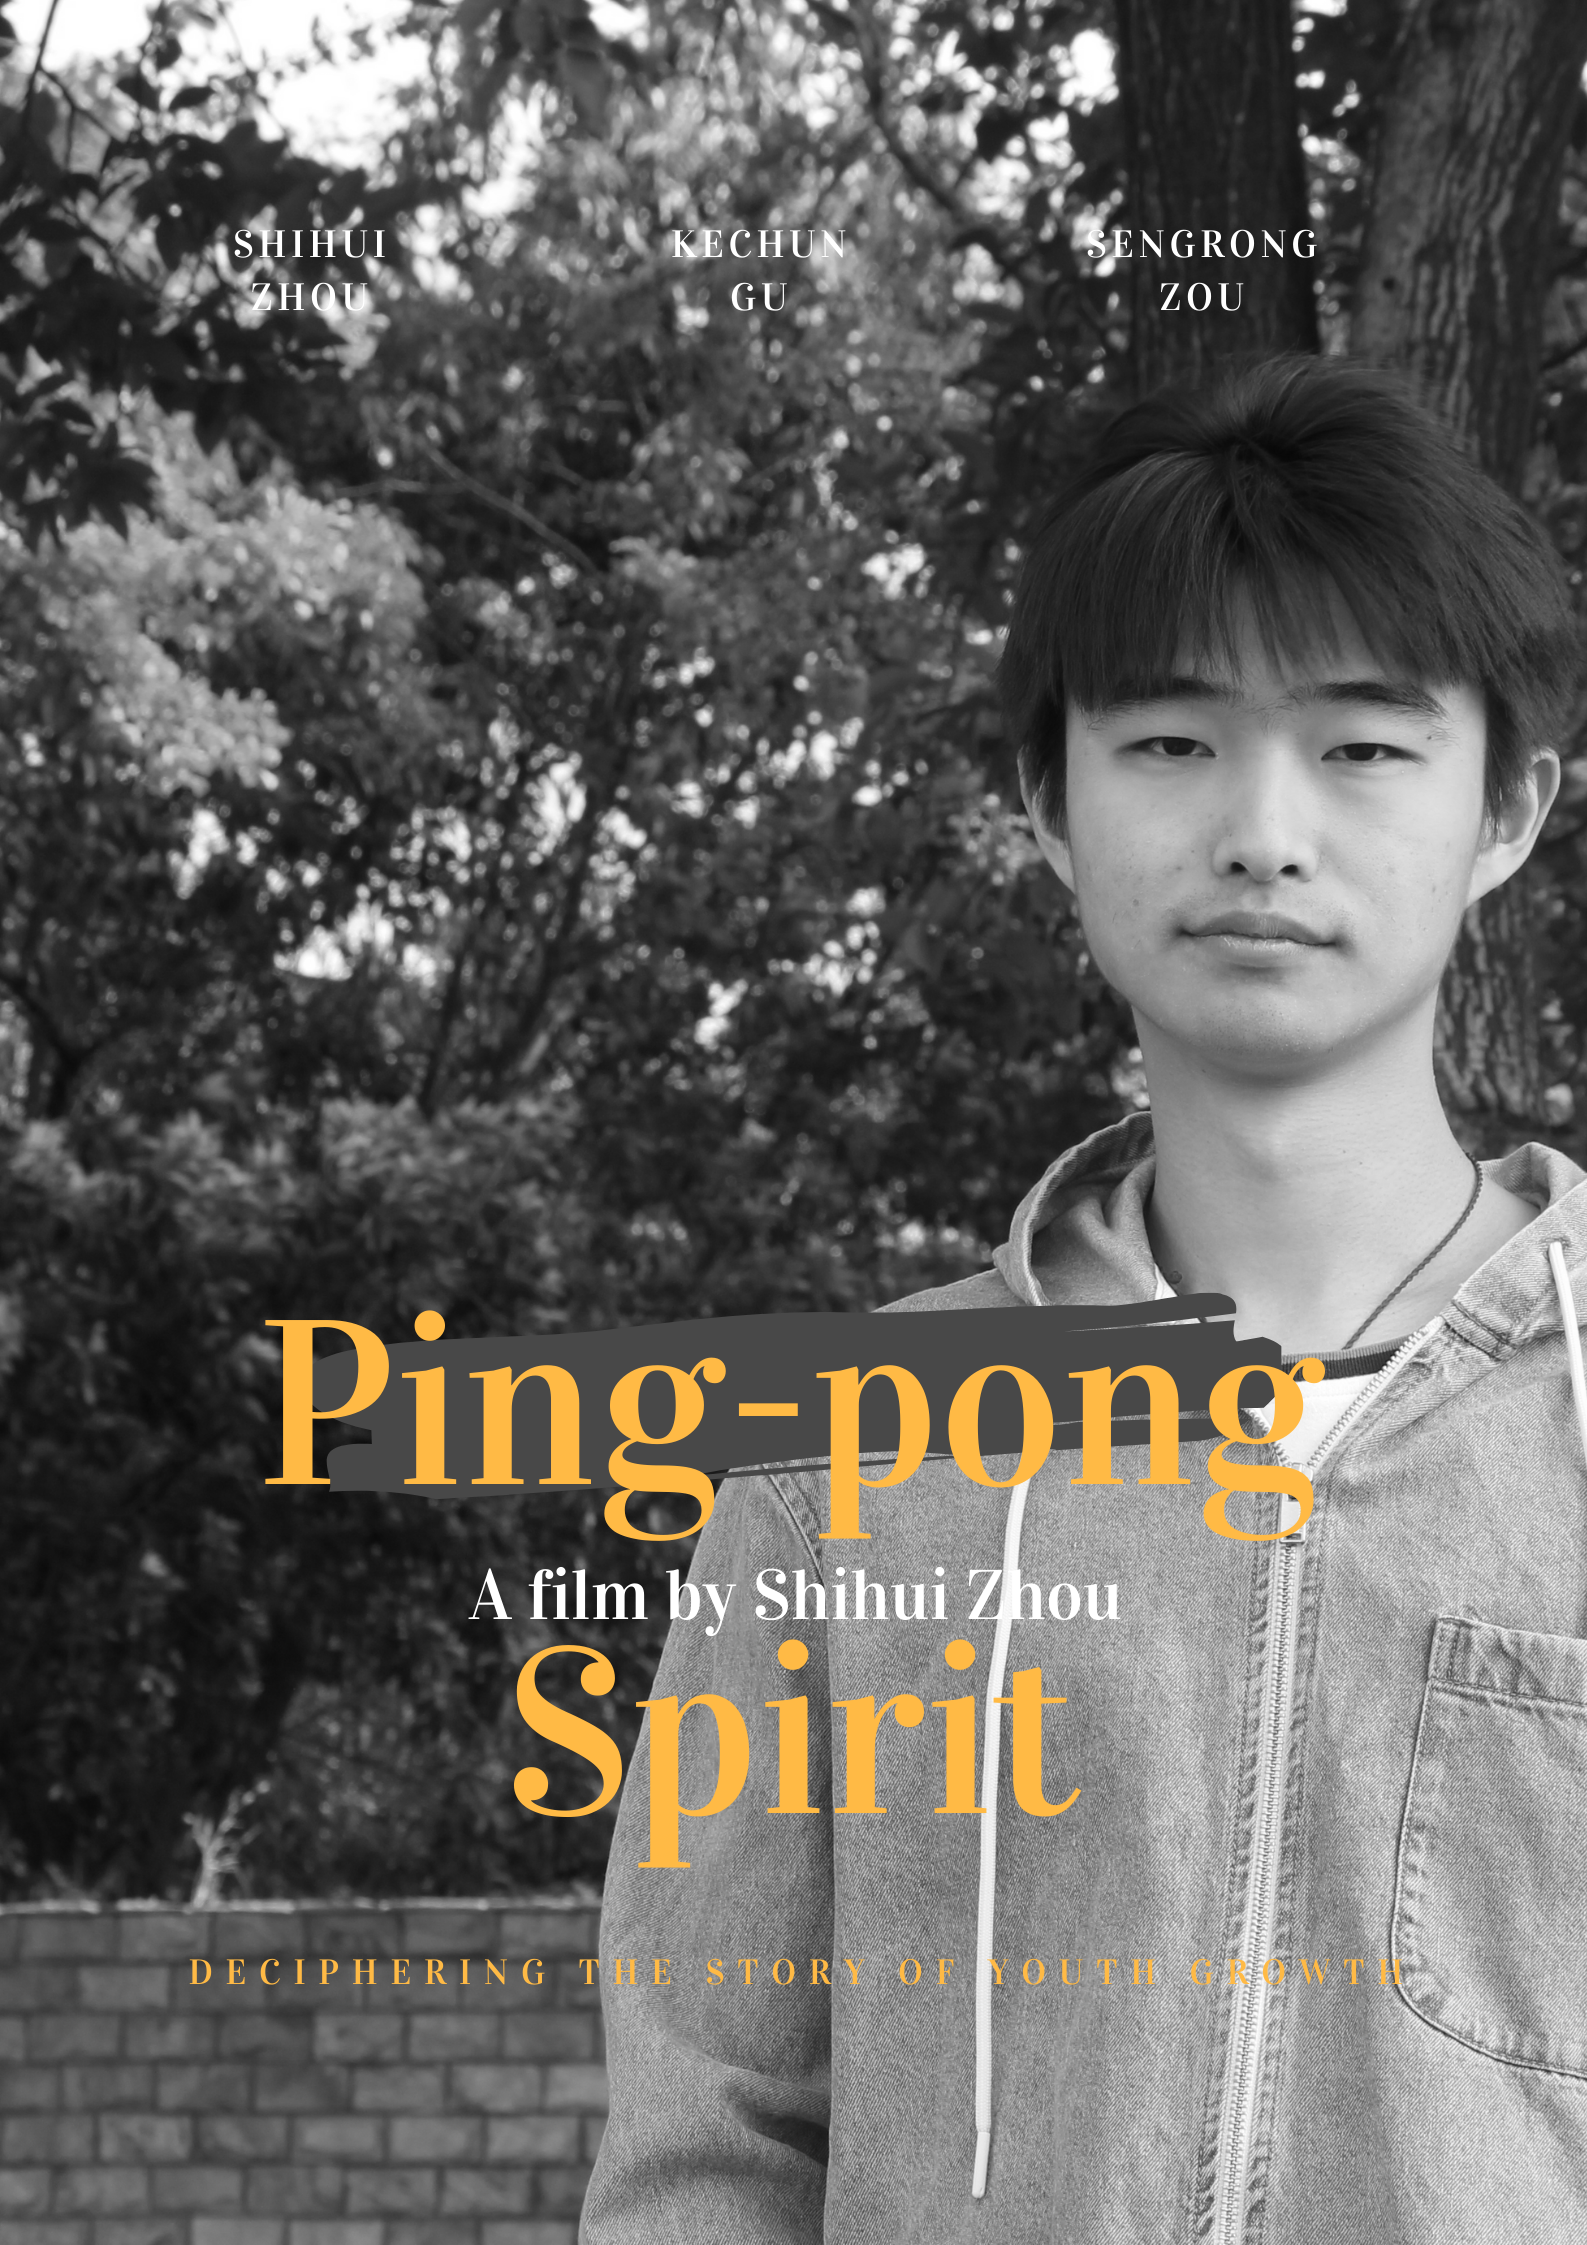 SHIHUI
ZHOU
KECHUN
GU
SENGRONG
ZOU
Ping-pong
A film by Shihui Zhou
Spirit
DECIPHERING THE STORY OF YOUTH GROWTH